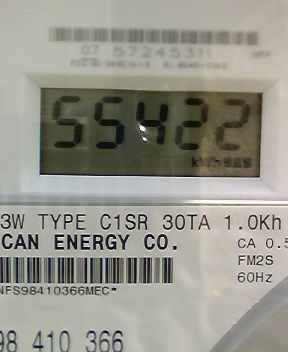 07 57245311
55422
kWh
3W TYPE C1SR 30TA 1.0Kh
CAN ENERGY CO.
CA 0.5
FM2S
60Hz
NFS98410366MEC*
98 410 366